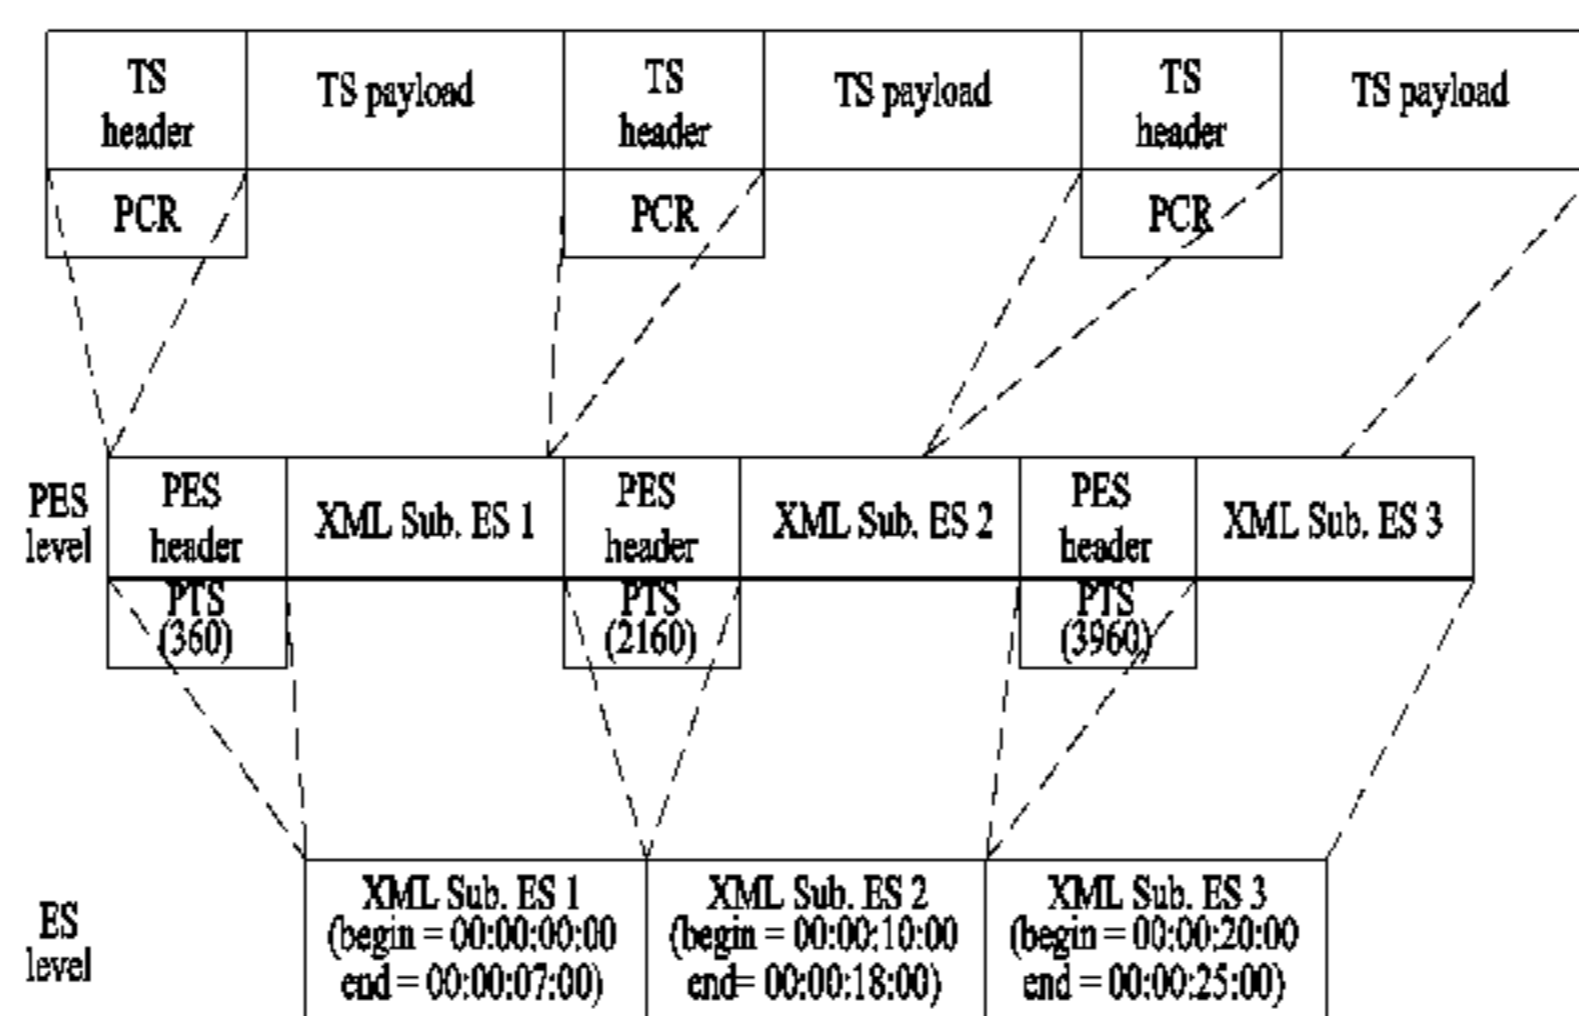 TS
header
TS payload
TS
header
TS payload
TS
header
TS payload
PCR
PCR
PCR
PES
level
PES
header
XML Sub. ES 1
PES
header
XML Sub. ES 2
PES
header
XML Sub. ES 3
PTS
(360)
PTS
(2160)
PTS
(3960)
ES
level
XML Sub. ES 1
(begin = 00:00:00:00
end = 00:00:07:00)
XML Sub. ES 2
(begin = 00:00:10:00
end= 00:00:18:00)
XML Sub. ES 3
(begin = 00:00:20:00
end = 00:00:25:00)